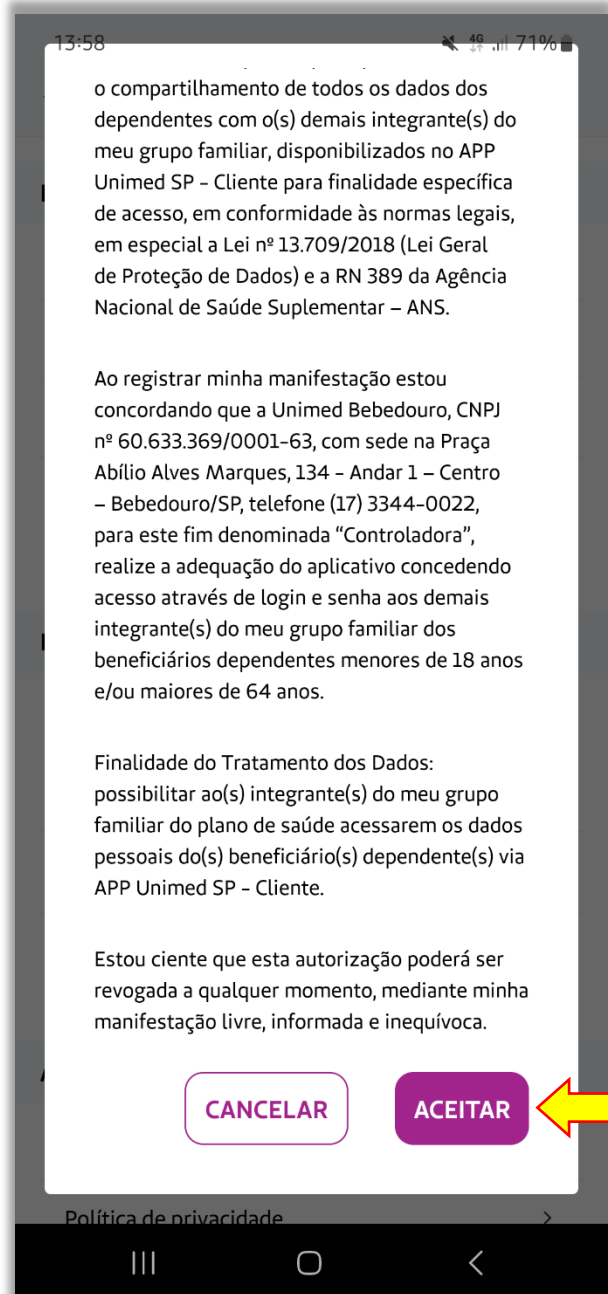 13:58
4G
71%
o compartilhamento de todos os dados dos
dependentes com o(s) demais integrante(s) do
meu grupo familiar, disponibilizados no APP
Unimed SP – Cliente para finalidade específica
de acesso, em conformidade às normas legais,
em especial a Lei nº 13.709/2018 (Lei Geral
de Proteção de Dados) e a RN 389 da Agência
Nacional de Saúde Suplementar – ANS.
Ao registrar minha manifestação estou
concordando que a Unimed Bebedouro, CNPJ
nº 60.633.369/0001-63, com sede na Praça
Abílio Alves Marques, 134 – Andar 1 – Centro
– Bebedouro/SP, telefone (17) 3344-0022,
para este fim denominada “Controladora”,
realize a adequação do aplicativo concedendo
acesso através de login e senha aos demais
integrante(s) do meu grupo familiar dos
beneficiários dependentes menores de 18 anos
e/ou maiores de 64 anos.
Finalidade do Tratamento dos Dados:
possibilitar ao(s) integrante(s) do meu grupo
familiar do plano de saúde acessarem os dados
pessoais do(s) beneficiário(s) dependente(s) via
APP Unimed SP – Cliente.
Estou ciente que esta autorização poderá ser
revogada a qualquer momento, mediante minha
manifestação livre, informada e inequívoca.
CANCELAR
ACEITAR
Política de privacidade